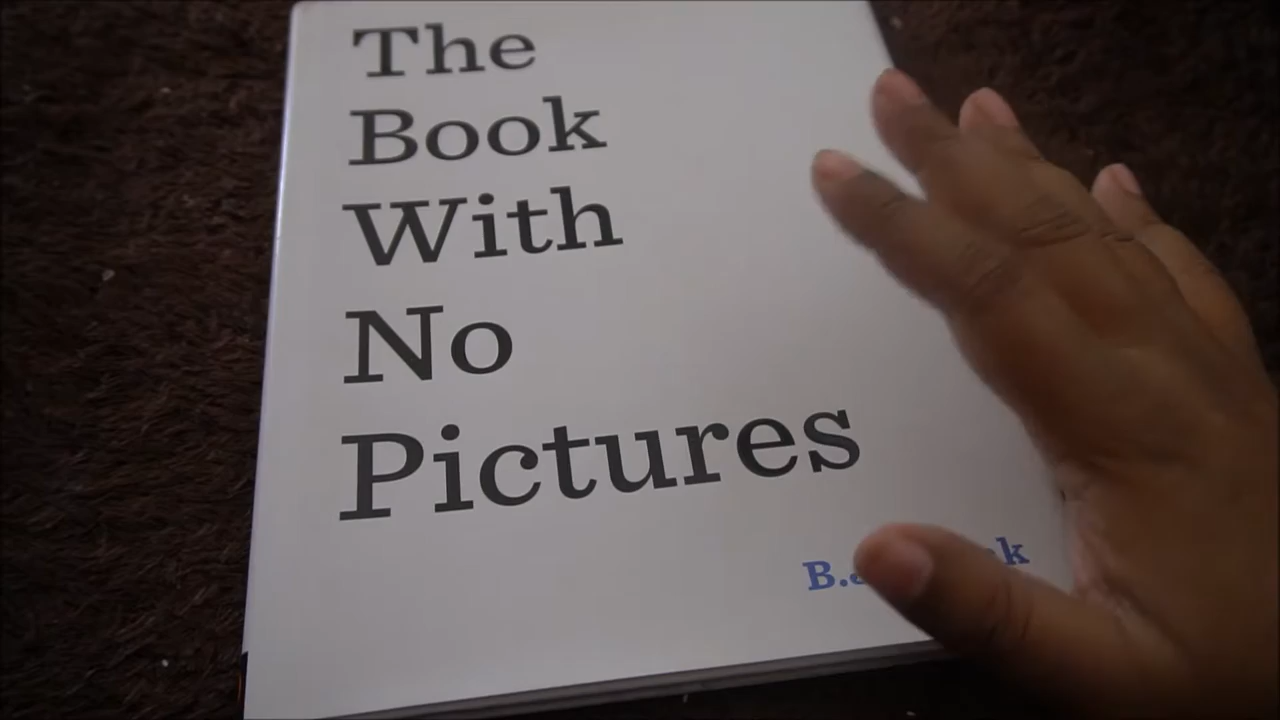 The
Book
With
No
Pictures
B.